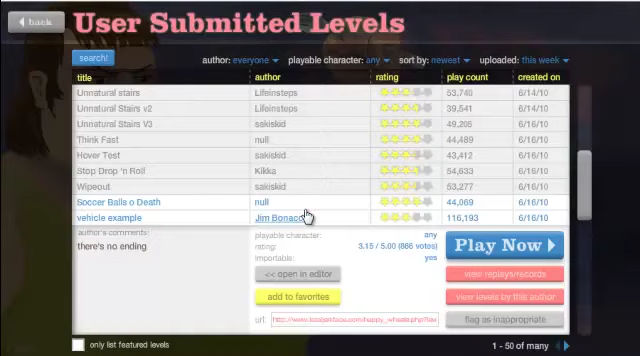 back
User Submitted Levels
search!
author: everyone playable character: any sort by: newest uploaded: this week
title author rating play count created on
Unnatural stairs Lifeinsteps 53,740 6/14/10
Unnatural Stairs v2 Lifeinsteps 39,541 6/14/10
Unnatural Stairs V3 sakiskid 49,205 6/16/10
Think Fast null 44,489 6/16/10
Hover Test sakiskid 43,412 6/16/10
Stop Drop 'n Roll Kikka 54,633 6/16/10
Wipeout sakiskid 53,277 6/16/10
Soccer Balls o Death null 44,069 6/16/10
vehicle example Jim Bonac 116,193 6/16/10
author's comments: playable character: any
there's no ending rating: 3.15 / 5.00 (866 votes)
importable: yes
Play Now
<< open in editor view replays/records
add to favorites view levels by this author
url: flag as inappropriate
only list featured levels 1 - 50 of many